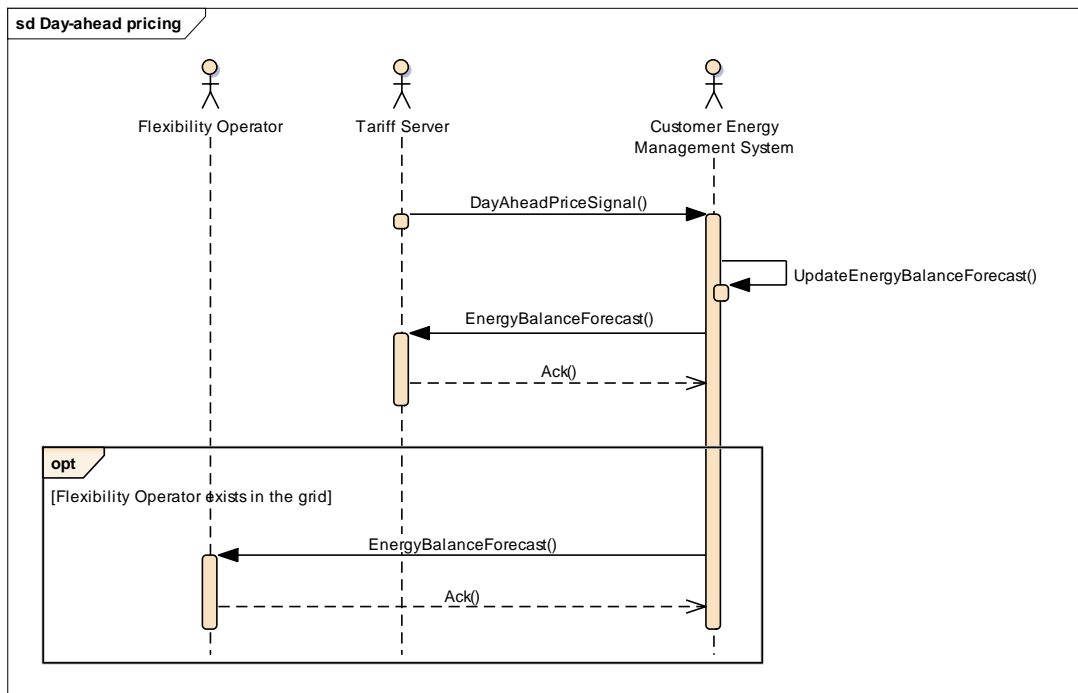 sd Day-ahead pricing
Flexibility Operator
Tariff Server
Customer Energy
Management System
DayAheadPriceSignal()
UpdateEnergyBalanceForecast()
EnergyBalanceForecast()
Ack()
opt
[Flexibility Operator exists in the grid]
EnergyBalanceForecast()
Ack()